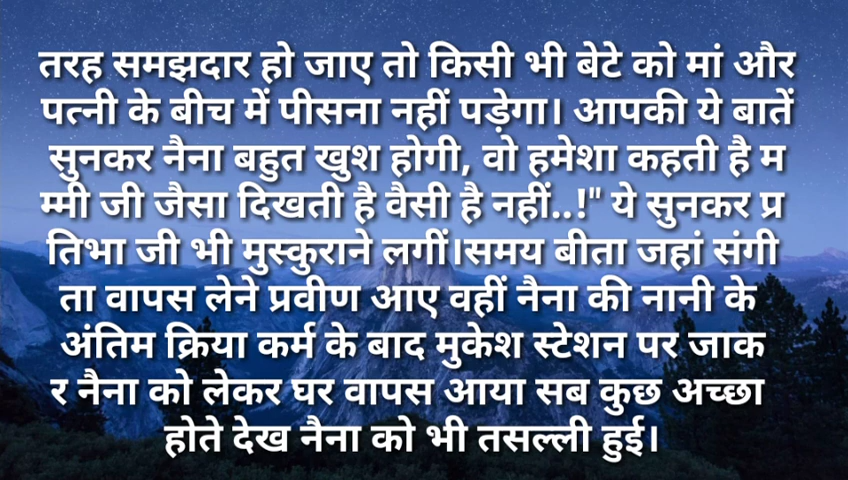 तरह समझदार हो जाए तो किसी भी बेटे को मां और
पत्नी के बीच में पीसना नहीं पड़ेगा। आपकी ये बातें
सुनकर नैना बहुत खुश होगी, वो हमेशा कहती है म
म्मी जी जैसा दिखती है वैसी है नहीं..!" ये सुनकर प्र
तिभा जी भी मुस्कुराने लगीं।समय बीता जहां संगी
ता वापस लेने प्रवीण आए वहीं नैना की नानी के
अंतिम क्रिया कर्म के बाद मुकेश स्टेशन पर जाक
र नैना को लेकर घर वापस आया सब कुछ अच्छा
होते देख नैना को भी तसल्ली हुई।